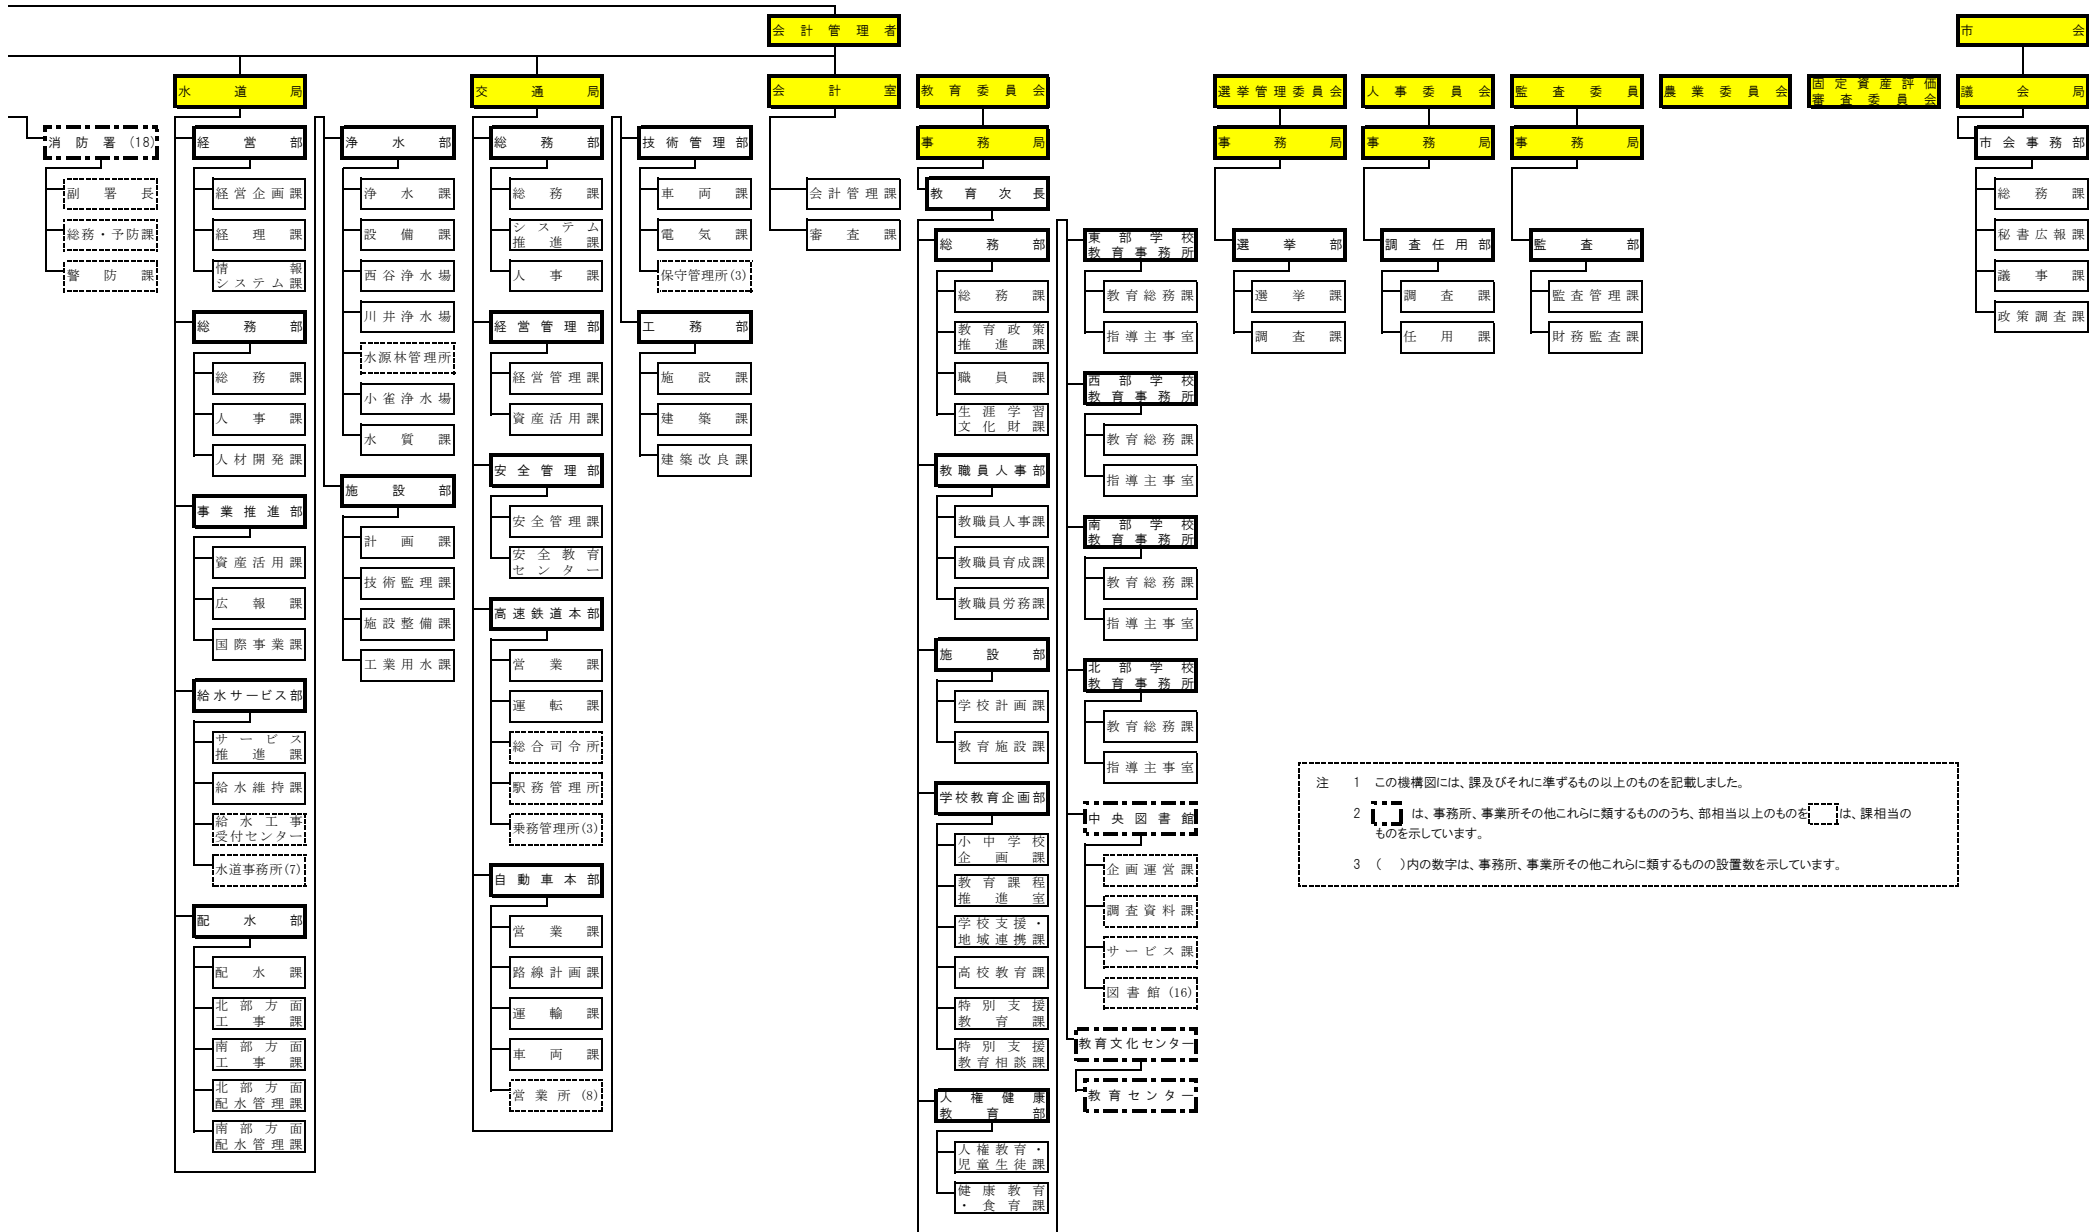 会計管理者
市会
水道局
交通局
会計室
教育委員会
選挙管理委員会
人事委員会
監査委員
農業委員会
固定資産評価
審査委員会
議会局
消防署(18)
副署長
総務・予防課
警防課
経営部
経営企画課
経理課
情報
システム課
総務部
総務課
人事課
人材開発課
事業推進部
資産活用課
広報課
国際事業課
給水サービス部
サービス
推進課
給水維持課
給水工事
受付センター
水道事務所(7)
配水部
配水課
北部方面
工事課
南部方面
工事課
北部方面
配水管理課
南部方面
配水管理課
浄水部
浄水課
設備課
西谷浄水場
川井浄水場
水源林管理所
小雀浄水場
水質課
施設部
計画課
技術監理課
施設整備課
工業用水課
総務部
総務課
システム
推進課
人事課
経営管理部
経営管理課
資産活用課
安全管理部
安全管理課
安全教育
センター
高速鉄道本部
営業課
運転課
総合司令所
駅務管理所
乗務管理所(3)
自動車本部
営業課
路線計画課
運輸課
車両課
営業所(8)
技術管理部
車両課
電気課
保守管理所(3)
工務部
施設課
建築課
建築改良課
会計管理課
審査課
事務局
教育次長
総務部
総務課
教育政策
推進課
職員課
生涯学習
文化財課
教職員人事部
教職員人事課
教職員育成課
教職員労務課
施設部
学校計画課
教育施設課
学校教育企画部
小中学校
企画課
教育課程
推進室
学校支援・
地域連携課
高校教育課
特別支援
教育課
特別支援
教育相談課
人権健康
教育部
人権教育・
児童生徒課
健康教育
・食育課
東部学校
教育事務所
教育総務課
指導主事室
西部学校
教育事務所
教育総務課
指導主事室
南部学校
教育事務所
教育総務課
指導主事室
北部学校
教育事務所
教育総務課
指導主事室
中央図書館
企画運営課
調査資料課
サービス課
図書館(16)
教育文化センター
教育センター
事務局
選挙部
選挙課
調査課
事務局
調査任用部
調査課
任用課
事務局
監査部
監査管理課
財務監査課
市会事務部
総務課
秘書広報課
議事課
政策調査課
注 1 この機構図には、課及びそれに準ずるもの以上のものを記載しました。
2 は、事務所、事業所その他これらに類するもののうち、部相当以上のものを は、課相当の
ものを示しています。
3 ( )内の数字は、事務所、事業所その他これらに類するものの設置数を示しています。